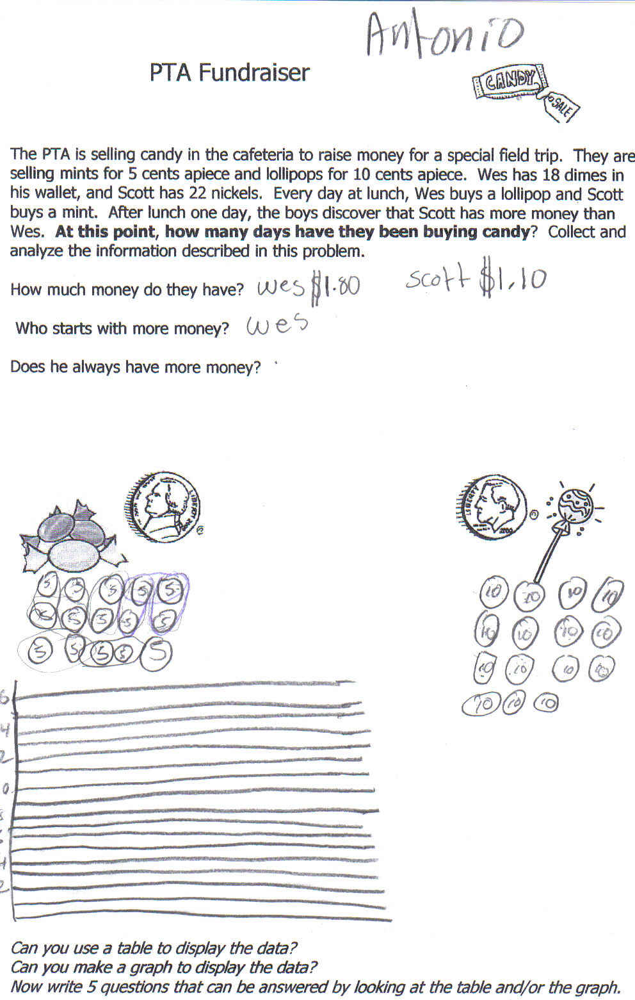 Antonio
PTA Fundraiser
CANDY
SALE
The PTA is selling candy in the cafeteria to raise money for a special field trip. They are
selling mints for 5 cents apiece and lollipops for 10 cents apiece. Wes has 18 dimes in
his wallet, and Scott has 22 nickels. Every day at lunch, Wes buys a lollipop and Scott
buys a mint. After lunch one day, the boys discover that Scott has more money than
Wes. At this point, how many days have they been buying candy? Collect and
analyze the information described in this problem.
How much money do they have? Wes $1.80 Scott $1.10
Who starts with more money? Wes
Does he always have more money?
LIBERTY
LIBERTY
5 5 5 5 5
5 5 5 5 5
5 5 5 5 5
10 10 10 10
10 10 10 10
10 10 10 10
10 10 10
6
4
2
0
8
6
4
2
Can you use a table to display the data?
Can you make a graph to display the data?
Now write 5 questions that can be answered by looking at the table and/or the graph.